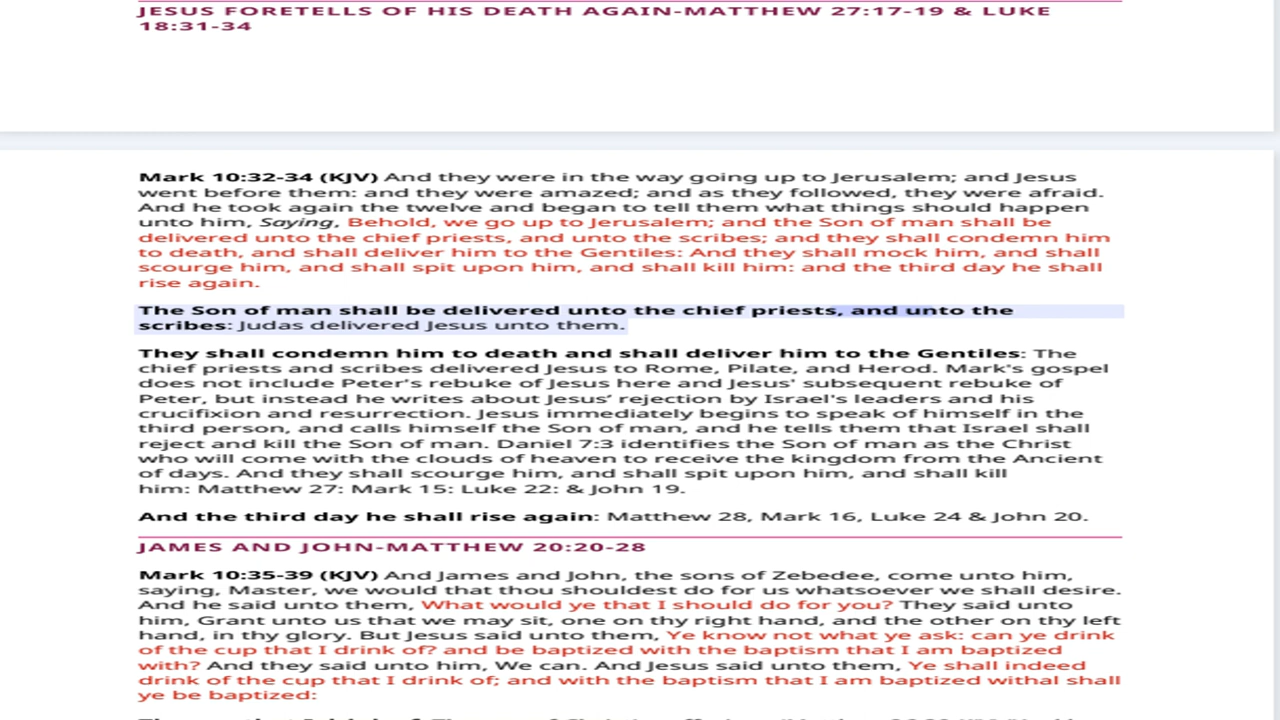 JESUS FORETELLS OF HIS DEATH AGAIN-MATTHEW 27:17-19 & LUKE
18:31-34
Mark 10:32-34 (KJV) And they were in the way going up to Jerusalem; and Jesus
went before them: and they were amazed; and as they followed, they were afraid.
And he took again the twelve and began to tell them what things should happen
unto him, Saying, Behold, we go up to Jerusalem; and the Son of man shall be
delivered unto the chief priests, and unto the scribes; and they shall condemn him
to death, and shall deliver him to the Gentiles: And they shall mock him, and shall
scourge him, and shall spit upon him, and shall kill him: and the third day he shall
rise again.
The Son of man shall be delivered unto the chief priests, and unto the
scribes: Judas delivered Jesus unto them.
They shall condemn him to death and shall deliver him to the Gentiles: The
chief priests and scribes delivered Jesus to Rome, Pilate, and Herod. Mark's gospel
does not include Peter's rebuke of Jesus here and Jesus' subsequent rebuke of
Peter, but instead he writes about Jesus' rejection by Israel's leaders and his
crucifixion and resurrection. Jesus immediately begins to speak of himself in the
third person, and calls himself the Son of man, and he tells them that Israel shall
reject and kill the Son of man. Daniel 7:3 identifies the Son of man as the Christ
who will come with the clouds of heaven to receive the kingdom from the Ancient
of days. And they shall scourge him, and shall spit upon him, and shall kill
him: Matthew 27: Mark 15: Luke 22: & John 19.
And the third day he shall rise again: Matthew 28, Mark 16, Luke 24 & John 20.
JAMES AND JOHN-MATTHEW 20:20-28
Mark 10:35-39 (KJV) And James and John, the sons of Zebedee, come unto him,
saying, Master, we would that thou shouldest do for us whatsoever we shall desire.
And he said unto them, What would ye that I should do for you? They said unto
him, Grant unto us that we may sit, one on thy right hand, and the other on thy left
hand, in thy glory. But Jesus said unto them, Ye know not what ye ask: can ye drink
of the cup that I drink of? and be baptized with the baptism that I am baptized
with? And they said unto him, We can. And Jesus said unto them, Ye shall indeed
drink of the cup that I drink of; and with the baptism that I am baptized withal shall
ye be baptized: